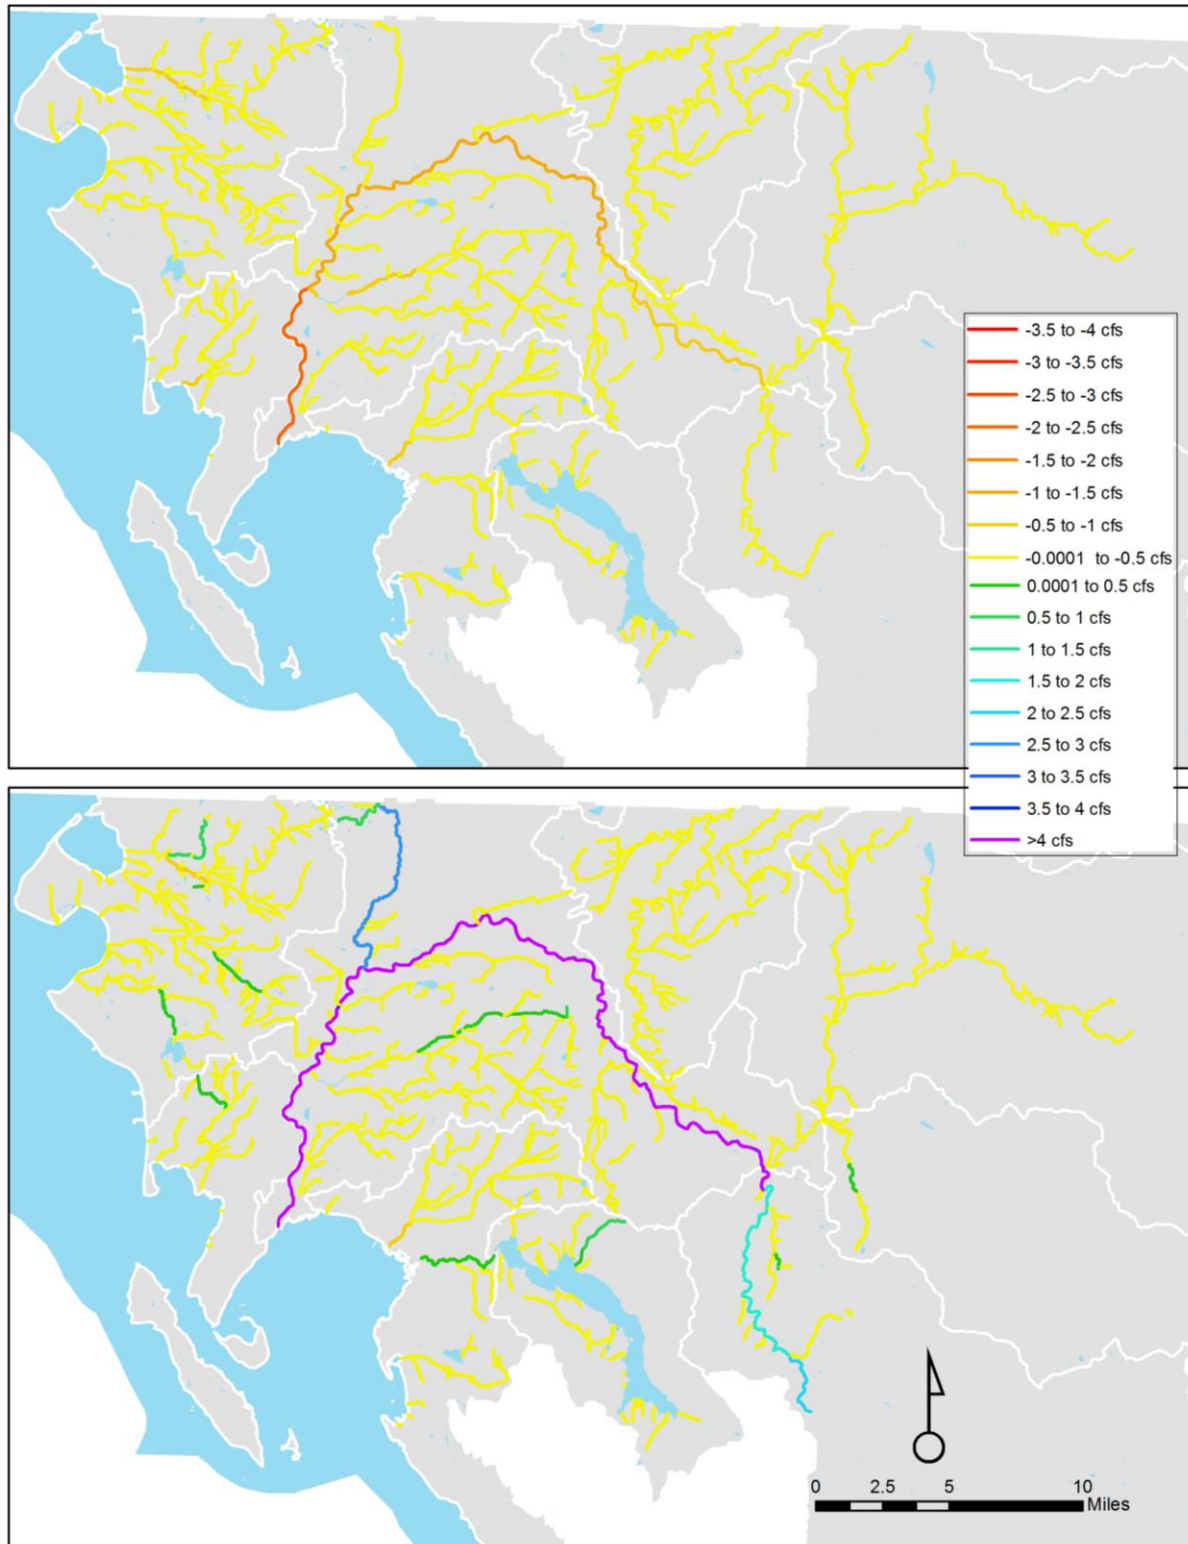 -3.5 to -4 cfs
-3 to -3.5 cfs
-2.5 to -3 cfs
-2 to -2.5 cfs
-1.5 to -2 cfs
-1 to -1.5 cfs
-0.5 to -1 cfs
-0.0001 to -0.5 cfs
0.0001 to 0.5 cfs
0.5 to 1 cfs
1 to 1.5 cfs
1.5 to 2 cfs
2 to 2.5 cfs
2.5 to 3 cfs
3 to 3.5 cfs
3.5 to 4 cfs
>4 cfs
0 2.5 5 10
Miles